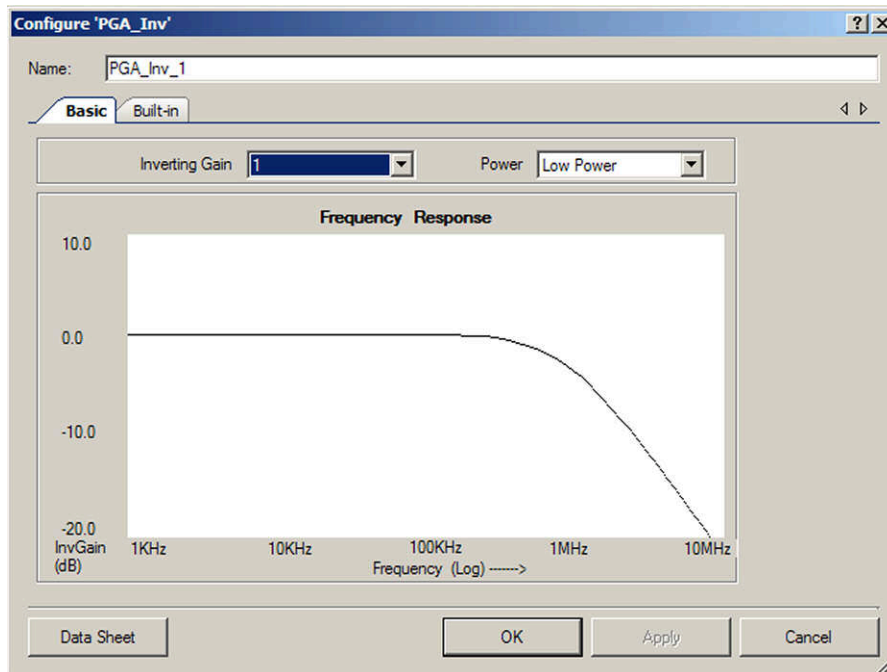 Configure 'PGA_Inv'
Name: PGA_Inv_1
Basic Built-in
Inverting Gain 1 Power Low Power
Frequency Response
10.0
0.0
-10.0
-20.0
InvGain (dB)
1KHz 10KHz 100KHz 1MHz 10MHz
Frequency (Log) ------>
Data Sheet OK Apply Cancel